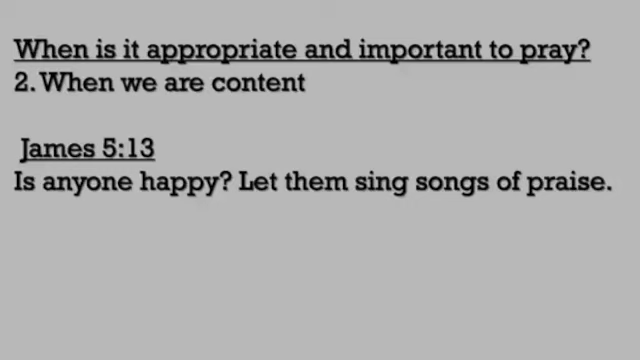 When is it appropriate and important to pray?
2. When we are content
James 5:13
Is anyone happy? Let them sing songs of praise.